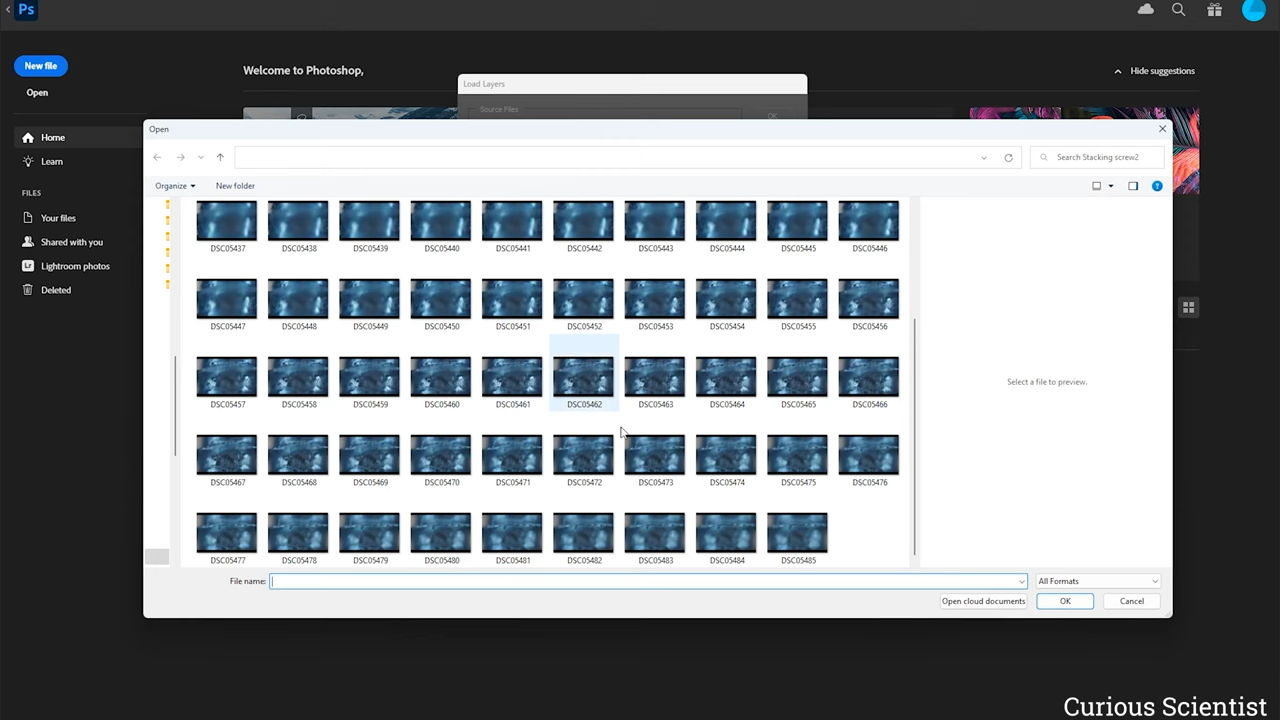 Ps
New file
Open
Welcome to Photoshop,
Hide suggestions
Home
Learn
FILES
Your files
Shared with you
Lr Lightroom photos
Deleted
Load Layers
Source Files
OK
Open
Search Stacking screw2
Organize
New folder
DSC05437 DSC05438 DSC05439 DSC05440 DSC05441 DSC05442 DSC05443 DSC05444 DSC05445 DSC05446
DSC05447 DSC05448 DSC05449 DSC05450 DSC05451 DSC05452 DSC05453 DSC05454 DSC05455 DSC05456
DSC05457 DSC05458 DSC05459 DSC05460 DSC05461 DSC05462 DSC05463 DSC05464 DSC05465 DSC05466
DSC05467 DSC05468 DSC05469 DSC05470 DSC05471 DSC05472 DSC05473 DSC05474 DSC05475 DSC05476
DSC05477 DSC05478 DSC05479 DSC05480 DSC05481 DSC05482 DSC05483 DSC05484 DSC05485
Select a file to preview.
File name:
All Formats
Open cloud documents
OK
Cancel
Curious Scientist